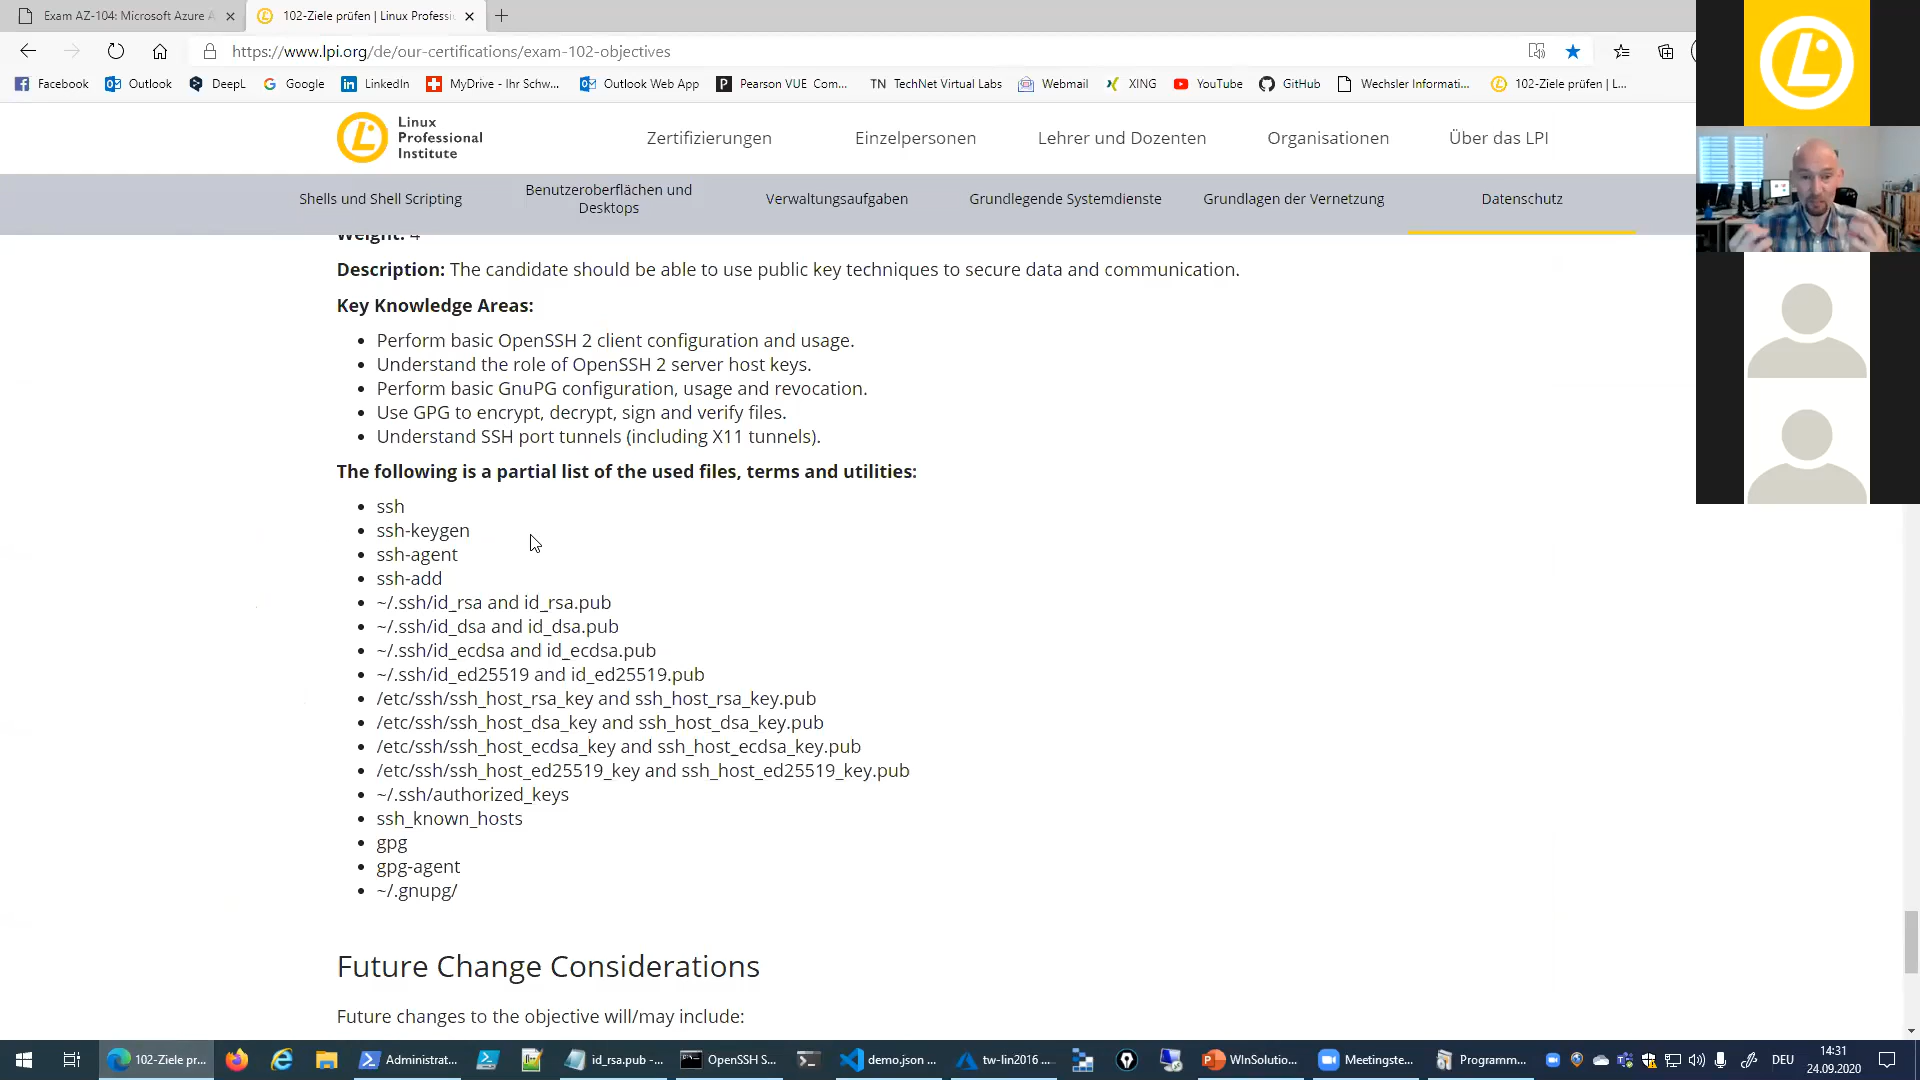 Exam AZ-104: Microsoft Azure A
102-Ziele prüfen | Linux Professi
https://www.lpi.org/de/our-certifications/exam-102-objectives
Facebook
Outlook
DeepL
Google
LinkedIn
MyDrive - Ihr Schw...
Outlook Web App
Pearson VUE Com...
TN TechNet Virtual Labs
Webmail
XING
YouTube
GitHub
Wechsler Informati...
102-Ziele prüfen | L...
Linux
Professional
Institute
Zertifizierungen
Einzelpersonen
Lehrer und Dozenten
Organisationen
Über das LPI
Shells und Shell Scripting
Benutzeroberflächen und
Desktops
Verwaltungsaufgaben
Grundlegende Systemdienste
Grundlagen der Vernetzung
Datenschutz
Weight: 4
Description: The candidate should be able to use public key techniques to secure data and communication.
Key Knowledge Areas:
• Perform basic OpenSSH 2 client configuration and usage.
• Understand the role of OpenSSH 2 server host keys.
• Perform basic GnuPG configuration, usage and revocation.
• Use GPG to encrypt, decrypt, sign and verify files.
• Understand SSH port tunnels (including X11 tunnels).
The following is a partial list of the used files, terms and utilities:
• ssh
• ssh-keygen
• ssh-agent
• ssh-add
• ~/.ssh/id_rsa and id_rsa.pub
• ~/.ssh/id_dsa and id_dsa.pub
• ~/.ssh/id_ecdsa and id_ecdsa.pub
• ~/.ssh/id_ed25519 and id_ed25519.pub
• /etc/ssh/ssh_host_rsa_key and ssh_host_rsa_key.pub
• /etc/ssh/ssh_host_dsa_key and ssh_host_dsa_key.pub
• /etc/ssh/ssh_host_ecdsa_key and ssh_host_ecdsa_key.pub
• /etc/ssh/ssh_host_ed25519_key and ssh_host_ed25519_key.pub
• ~/.ssh/authorized_keys
• ssh_known_hosts
• gpg
• gpg-agent
• ~/.gnupg/
Future Change Considerations
Future changes to the objective will/may include:
102-Ziele pr...
Administrat...
id_rsa.pub -...
OpenSSH S...
demo.json ...
tw-lin2016 ...
WInSolutio...
Meetingste...
Programm...
DEU
14:31
24.09.2020